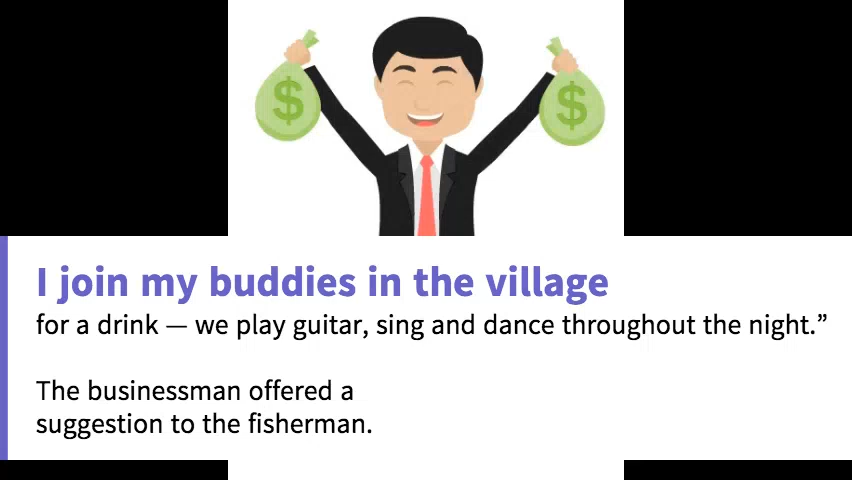 $ $
I join my buddies in the village
for a drink — we play guitar, sing and dance throughout the night.”
The businessman offered a
suggestion to the fisherman.